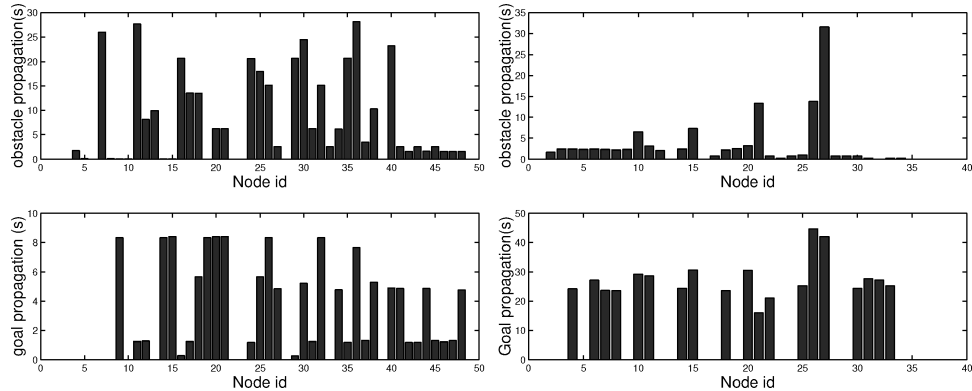 30
25
20
15
10
5
0
obstacle propagation(s)
0 5 10 15 20 25 30 35 40 45 50
Node id
35
30
25
20
15
10
5
0
obstacle propagation(s)
0 5 10 15 20 25 30 35 40
Node id
10
8
6
4
2
0
goal propagation (s)
0 5 10 15 20 25 30 35 40 45 50
Node id
50
40
30
20
10
0
Goal propagation(s)
0 5 10 15 20 25 30 35 40
Node id